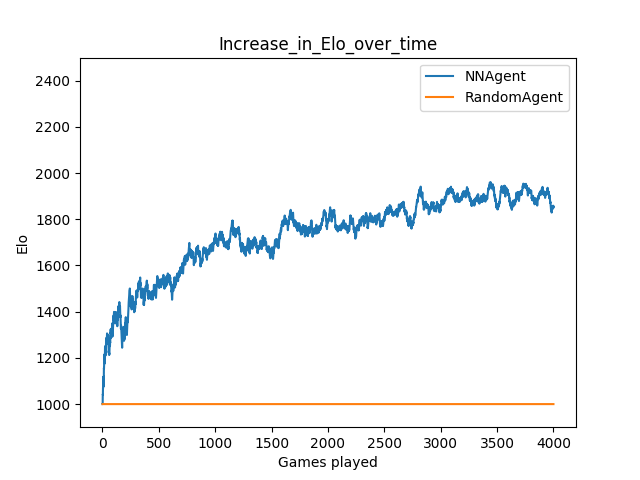 Increase_in_Elo_over_time
NNAgent
RandomAgent
2400
2200
2000
1800
1600
1400
1200
1000
Elo
0 500 1000 1500 2000 2500 3000 3500 4000
Games played